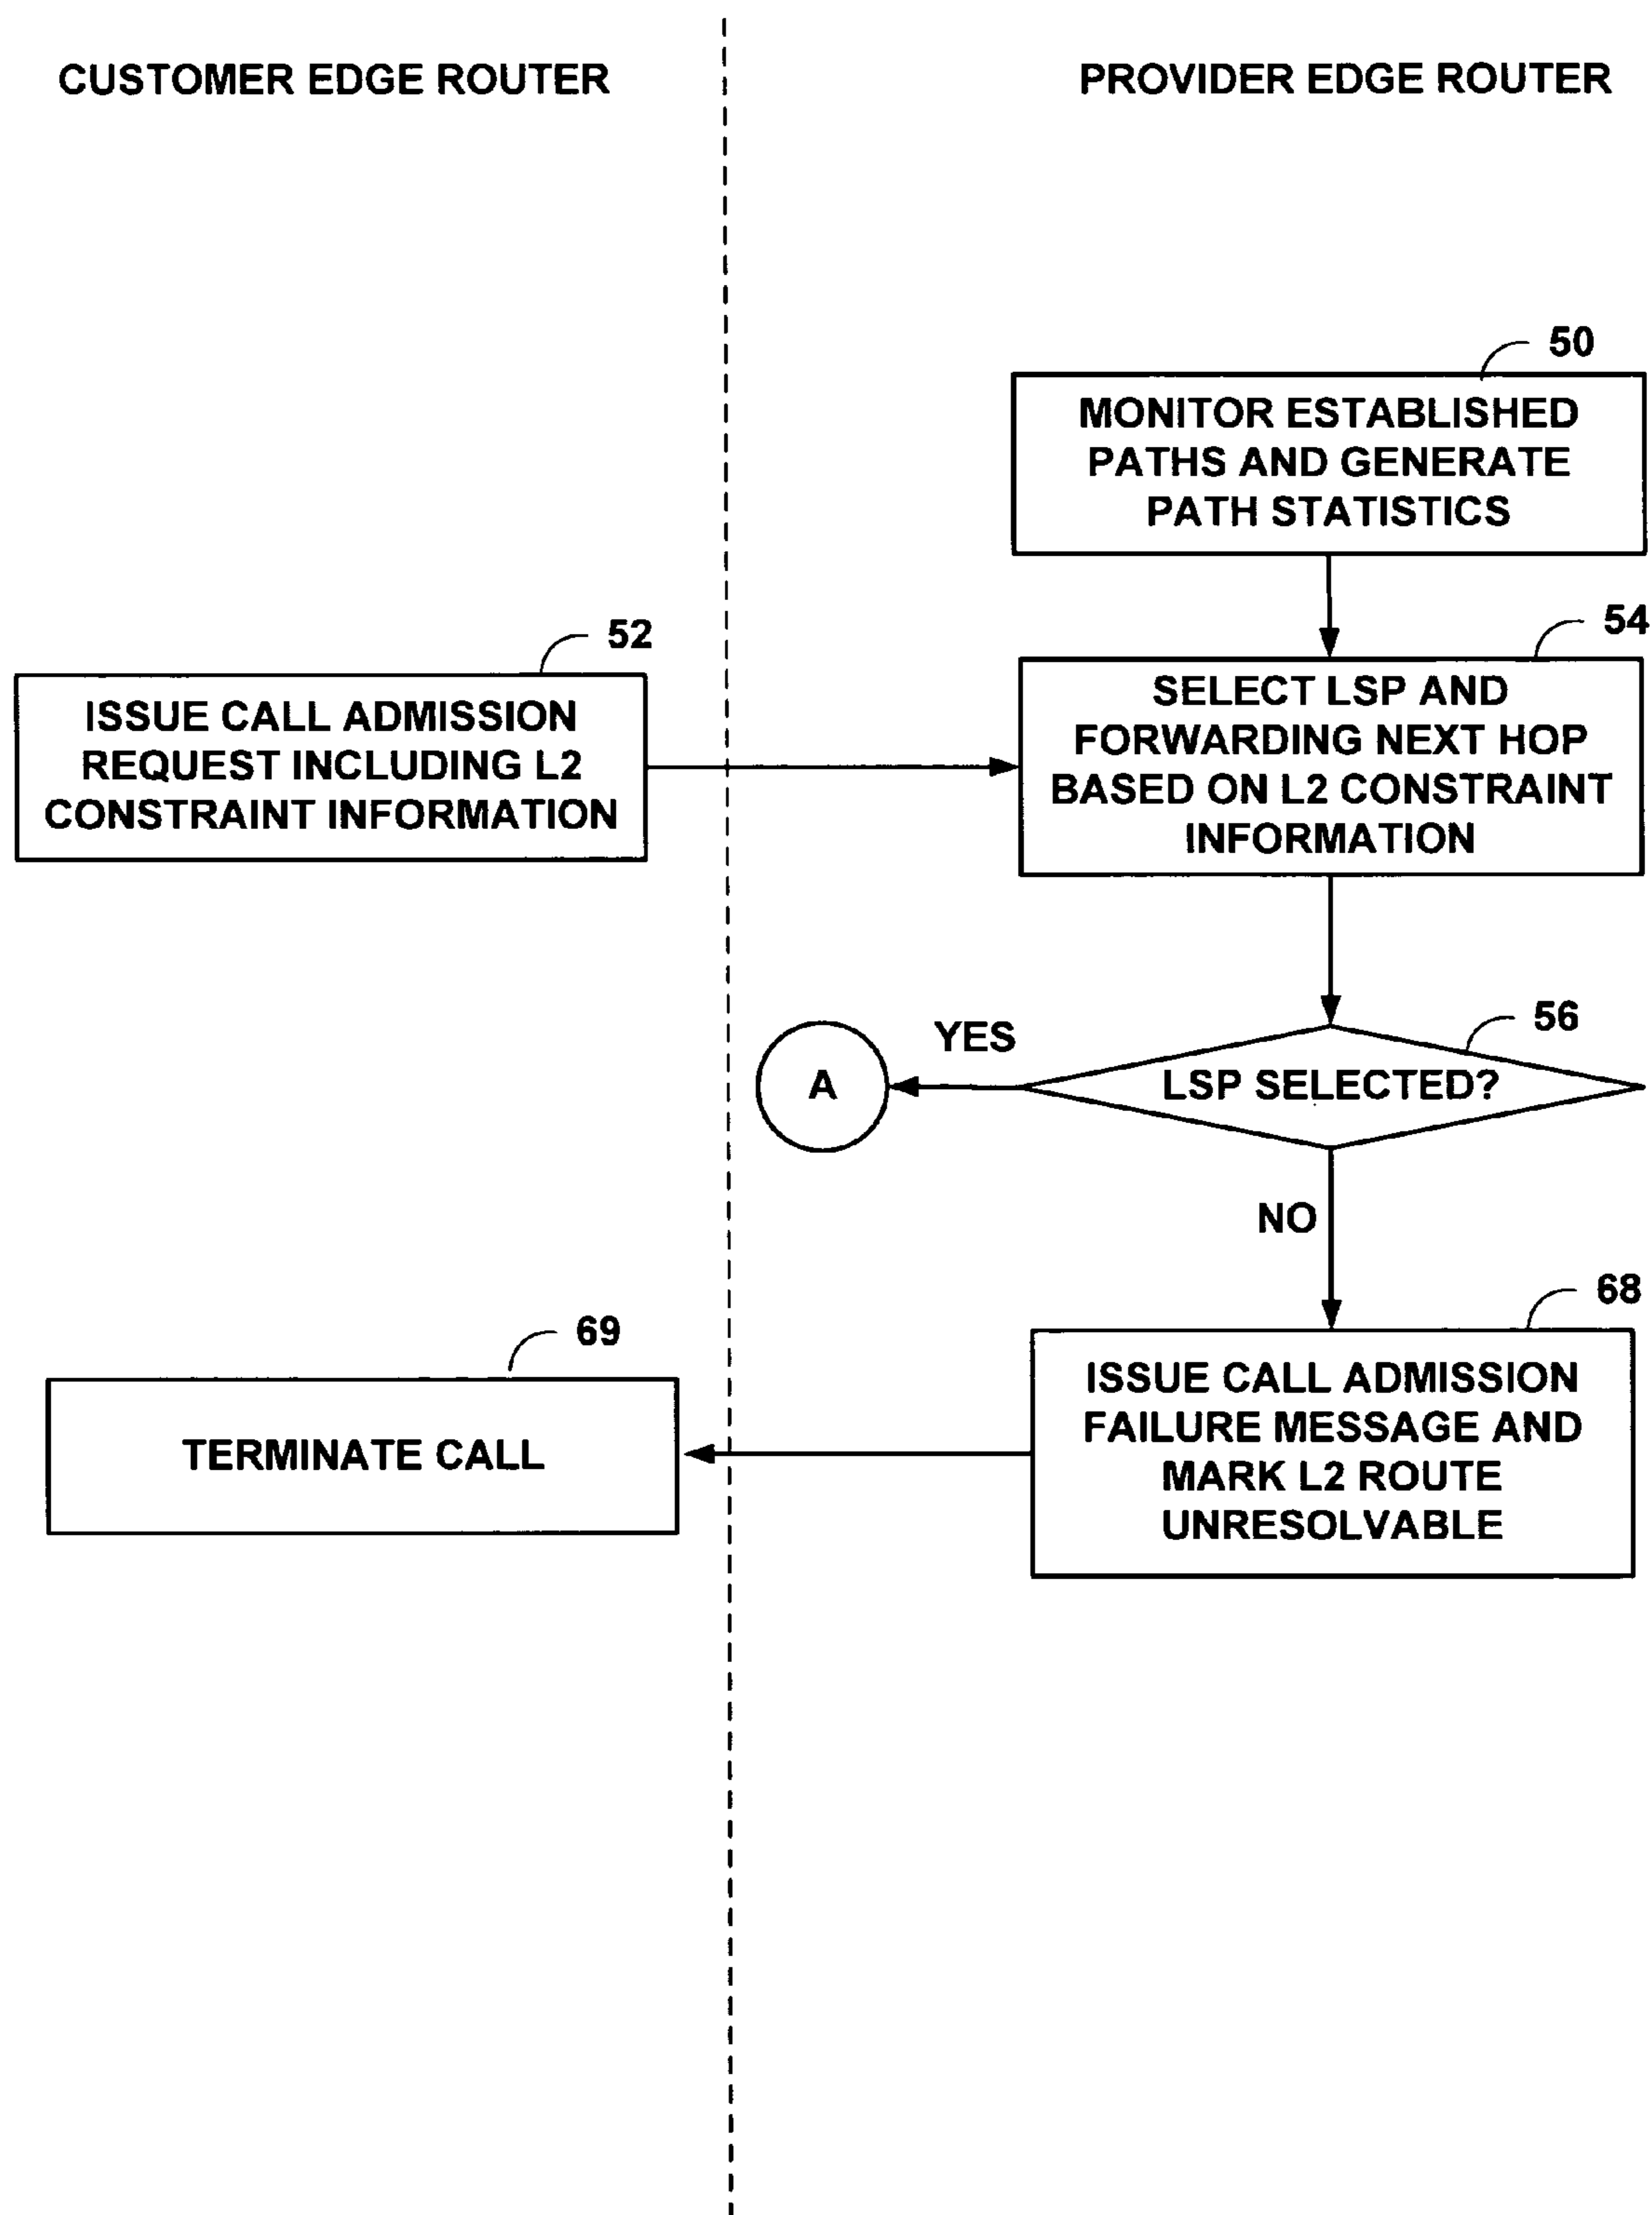 CUSTOMER EDGE ROUTER
PROVIDER EDGE ROUTER
50
MONITOR ESTABLISHED
PATHS AND GENERATE
PATH STATISTICS
52
ISSUE CALL ADMISSION
REQUEST INCLUDING L2
CONSTRAINT INFORMATION
54
SELECT LSP AND
FORWARDING NEXT HOP
BASED ON L2 CONSTRAINT
INFORMATION
56
LSP SELECTED?
YES
A
NO
68
ISSUE CALL ADMISSION
FAILURE MESSAGE AND
MARK L2 ROUTE
UNRESOLVABLE
69
TERMINATE CALL